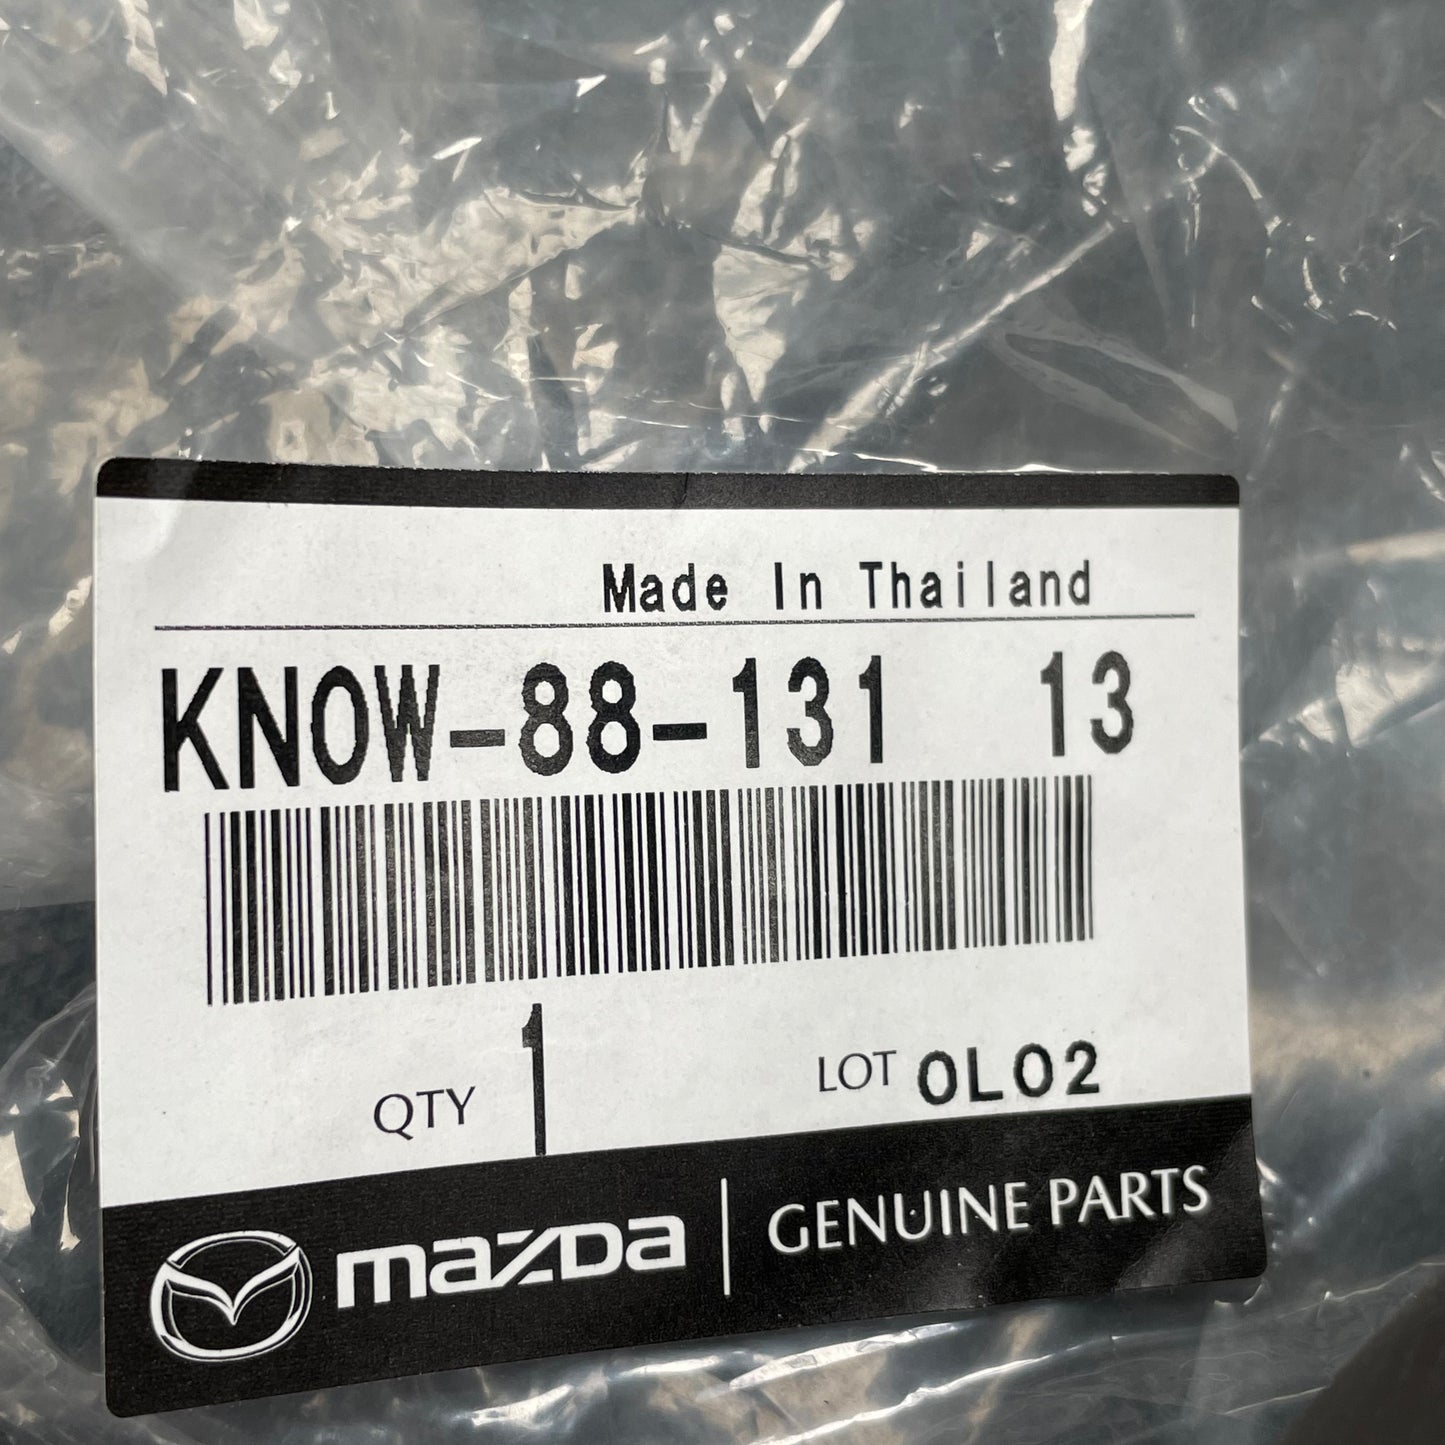 Made In Thailand
KN0W-88-131 13
QTY 1 LOT 0L02
mazda GENUINE PARTS